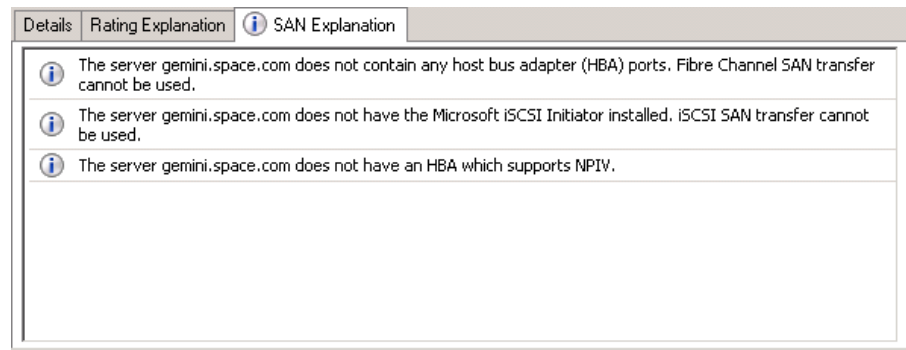 Details Rating Explanation SAN Explanation
The server gemini.space.com does not contain any host bus adapter (HBA) ports. Fibre Channel SAN transfer
cannot be used.
The server gemini.space.com does not have the Microsoft iSCSI Initiator installed. iSCSI SAN transfer cannot
be used.
The server gemini.space.com does not have an HBA which supports NPIV.